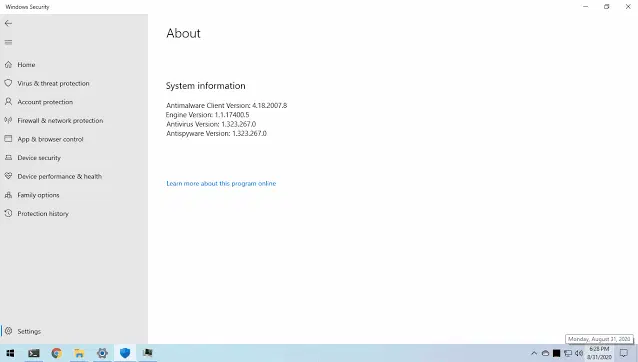 Windows Security
About
System information
Antimalware Client Version: 4.18.2007.8
Engine Version: 1.1.17400.5
Antivirus Version: 1.323.267.0
Antispyware Version: 1.323.267.0
Learn more about this program online
Home
Virus & threat protection
Account protection
Firewall & network protection
App & browser control
Device security
Device performance & health
Family options
Protection history
Settings
Monday, August 31, 2020
6:28 PM
8/31/2020